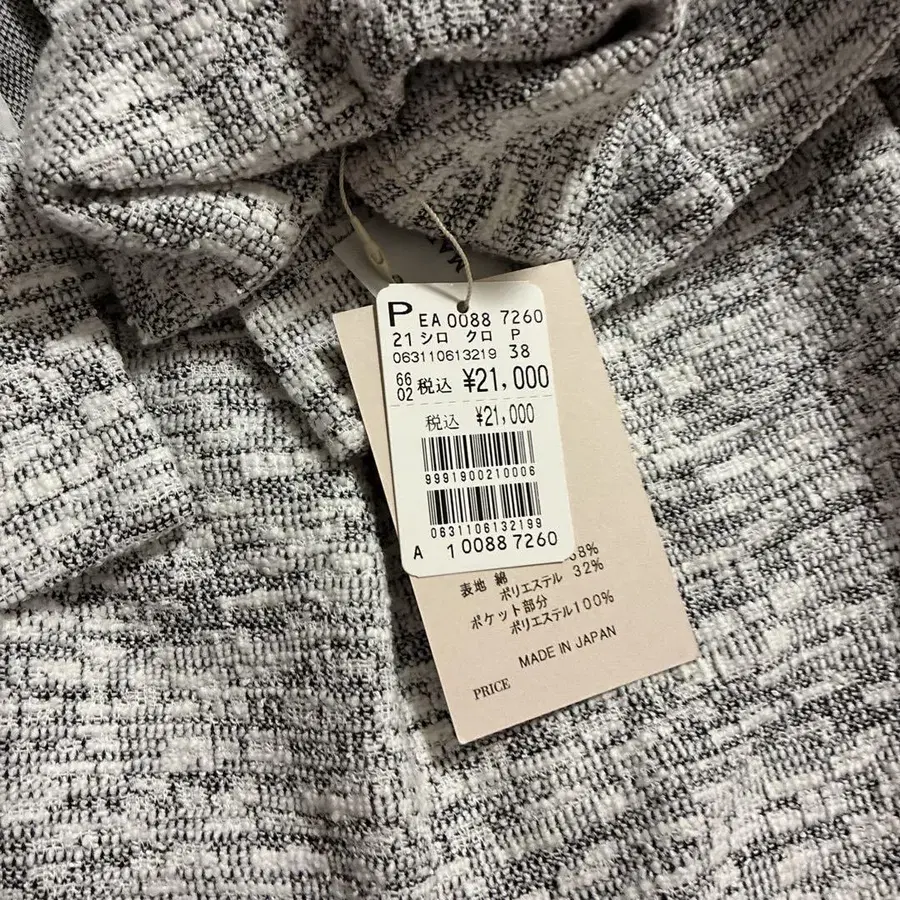 P EA 0088 7260
21 シロ クロ P
063110613219 38
6602 税込 ¥21,000
税込 ¥21,000
9991900210006
0631106132199
A 1 0088 7260
表地 綿 68%
ポリエステル 32%
ポケット部分
ポリエステル100%
MADE IN JAPAN
PRICE